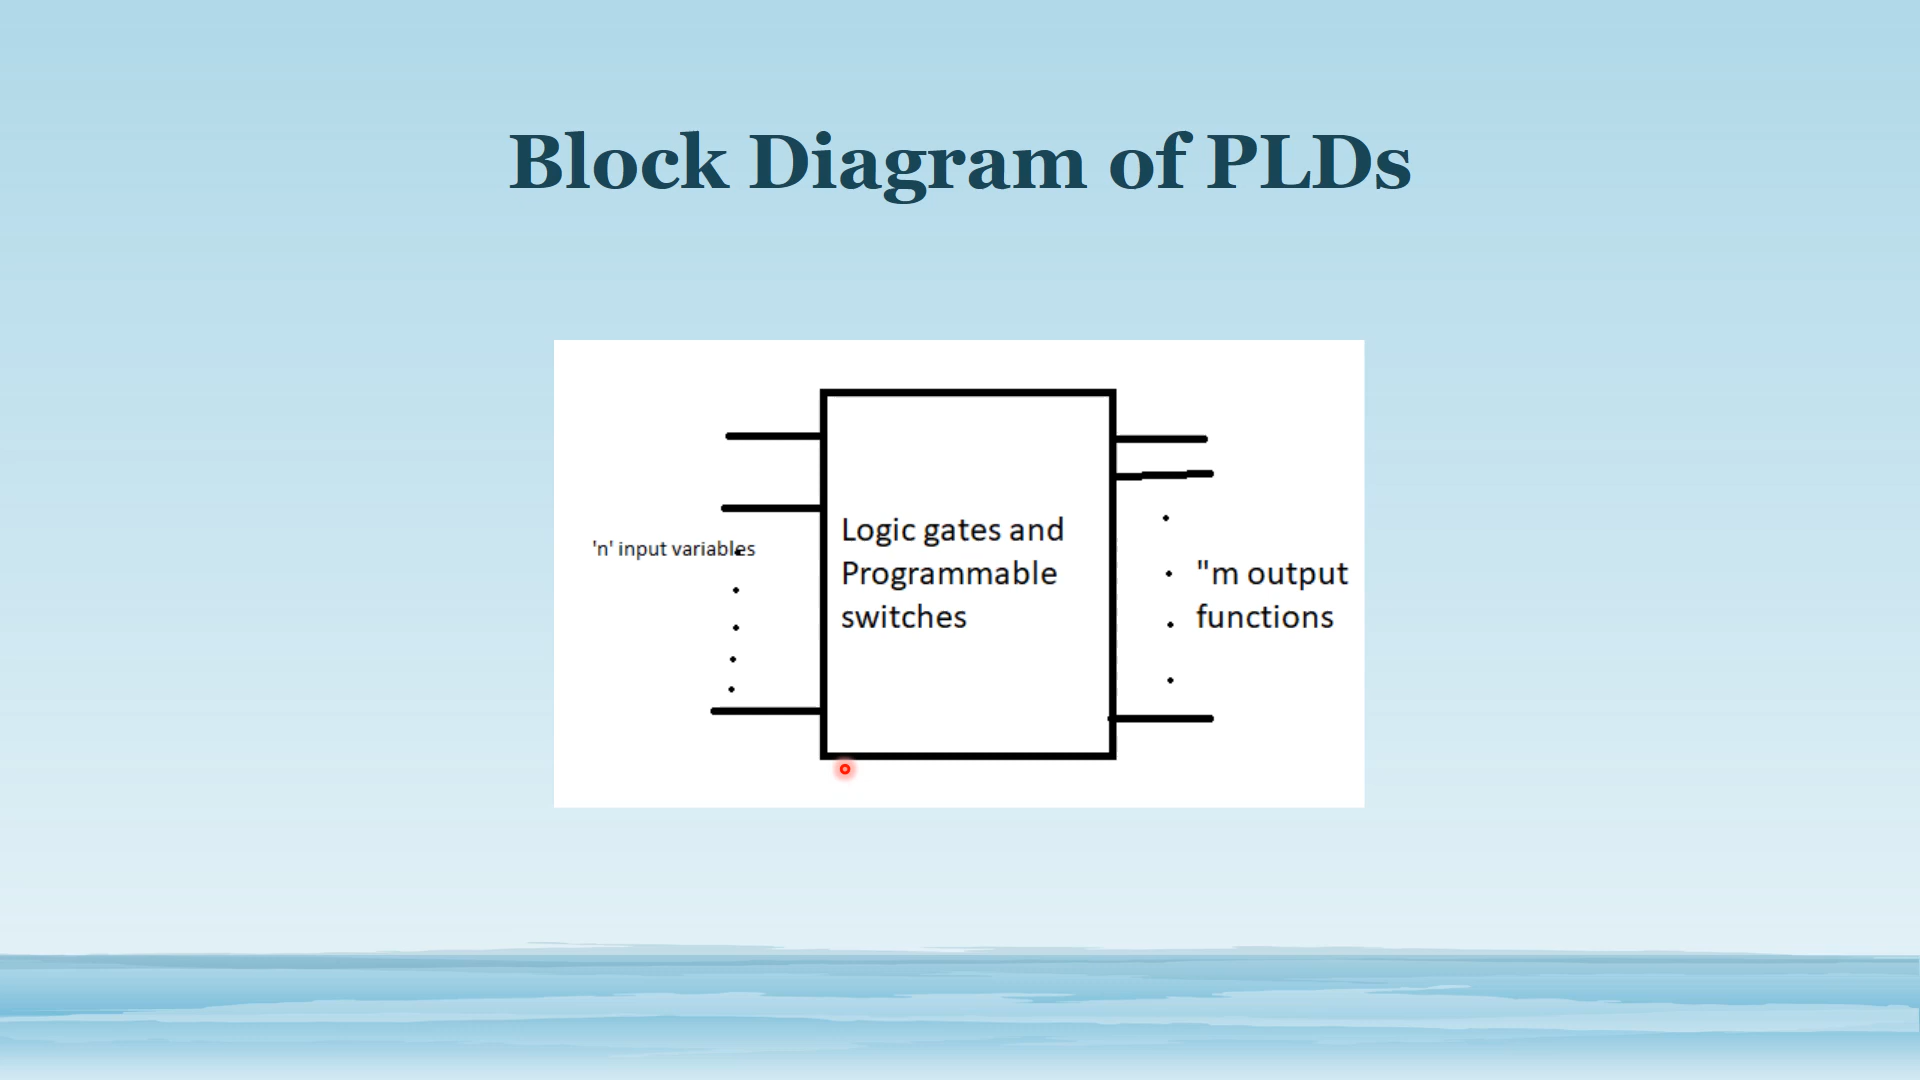 Block Diagram of PLDs
'n' input variables
Logic gates and
Programmable
switches
"m output
functions